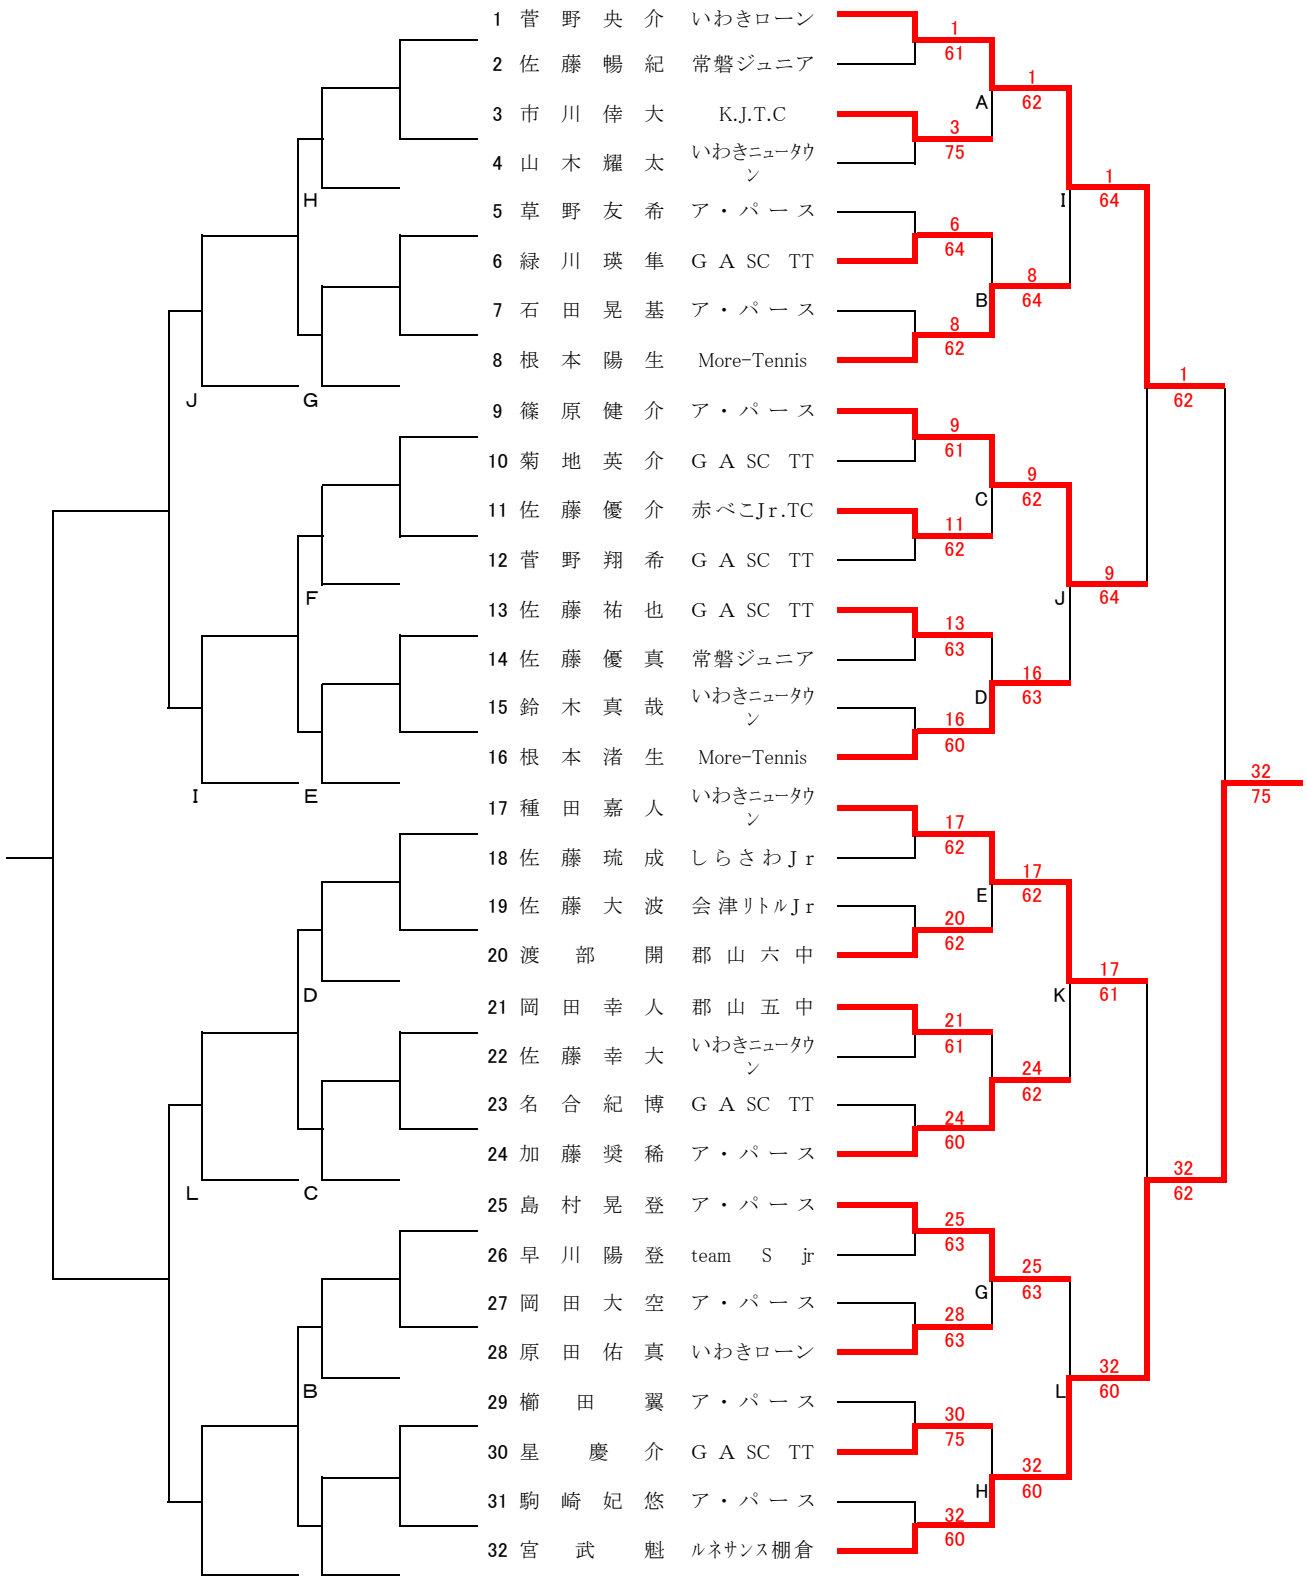 1 菅野央介 いわきローン
2 佐藤暢紀 常磐ジュニア
3 市川倖大 K.J.T.C
4 山木耀太 いわきニュータウン
5 草野友希 ア・パース
6 緑川瑛隼 GASC TT
7 石田晃基 ア・パース
8 根本陽生 More-Tennis
9 篠原健介 ア・パース
10 菊地英介 GASC TT
11 佐藤優介 赤べこJr.TC
12 菅野翔希 GASC TT
13 佐藤祐也 GASC TT
14 佐藤優真 常磐ジュニア
15 鈴木真哉 いわきニュータウン
16 根本渚生 More-Tennis
17 種田嘉人 いわきニュータウン
18 佐藤琉成 しらさわJr
19 佐藤大波 会津リトルJr
20 渡部開 郡山六中
21 岡田幸人 郡山五中
22 佐藤幸大 いわきニュータウン
23 名合紀博 GASC TT
24 加藤奨稀 ア・パース
25 島村晃登 ア・パース
26 早川陽登 team S jr
27 岡田大空 ア・パース
28 原田佑真 いわきローン
29 櫛田翼 ア・パース
30 星慶介 GASC TT
31 駒崎妃悠 ア・パース
32 宮武魁 ルネサンス棚倉
H
J
G
F
I
E
D
L
C
B
1
61
3
75
6
64
8
62
9
61
11
62
13
63
16
60
17
62
20
62
21
61
24
60
25
63
28
63
30
75
32
60
A
B
C
D
E
G
H
1
62
8
64
9
62
16
63
17
62
24
62
25
63
32
60
I
J
K
L
1
64
9
64
17
61
32
60
1
62
32
62
32
75